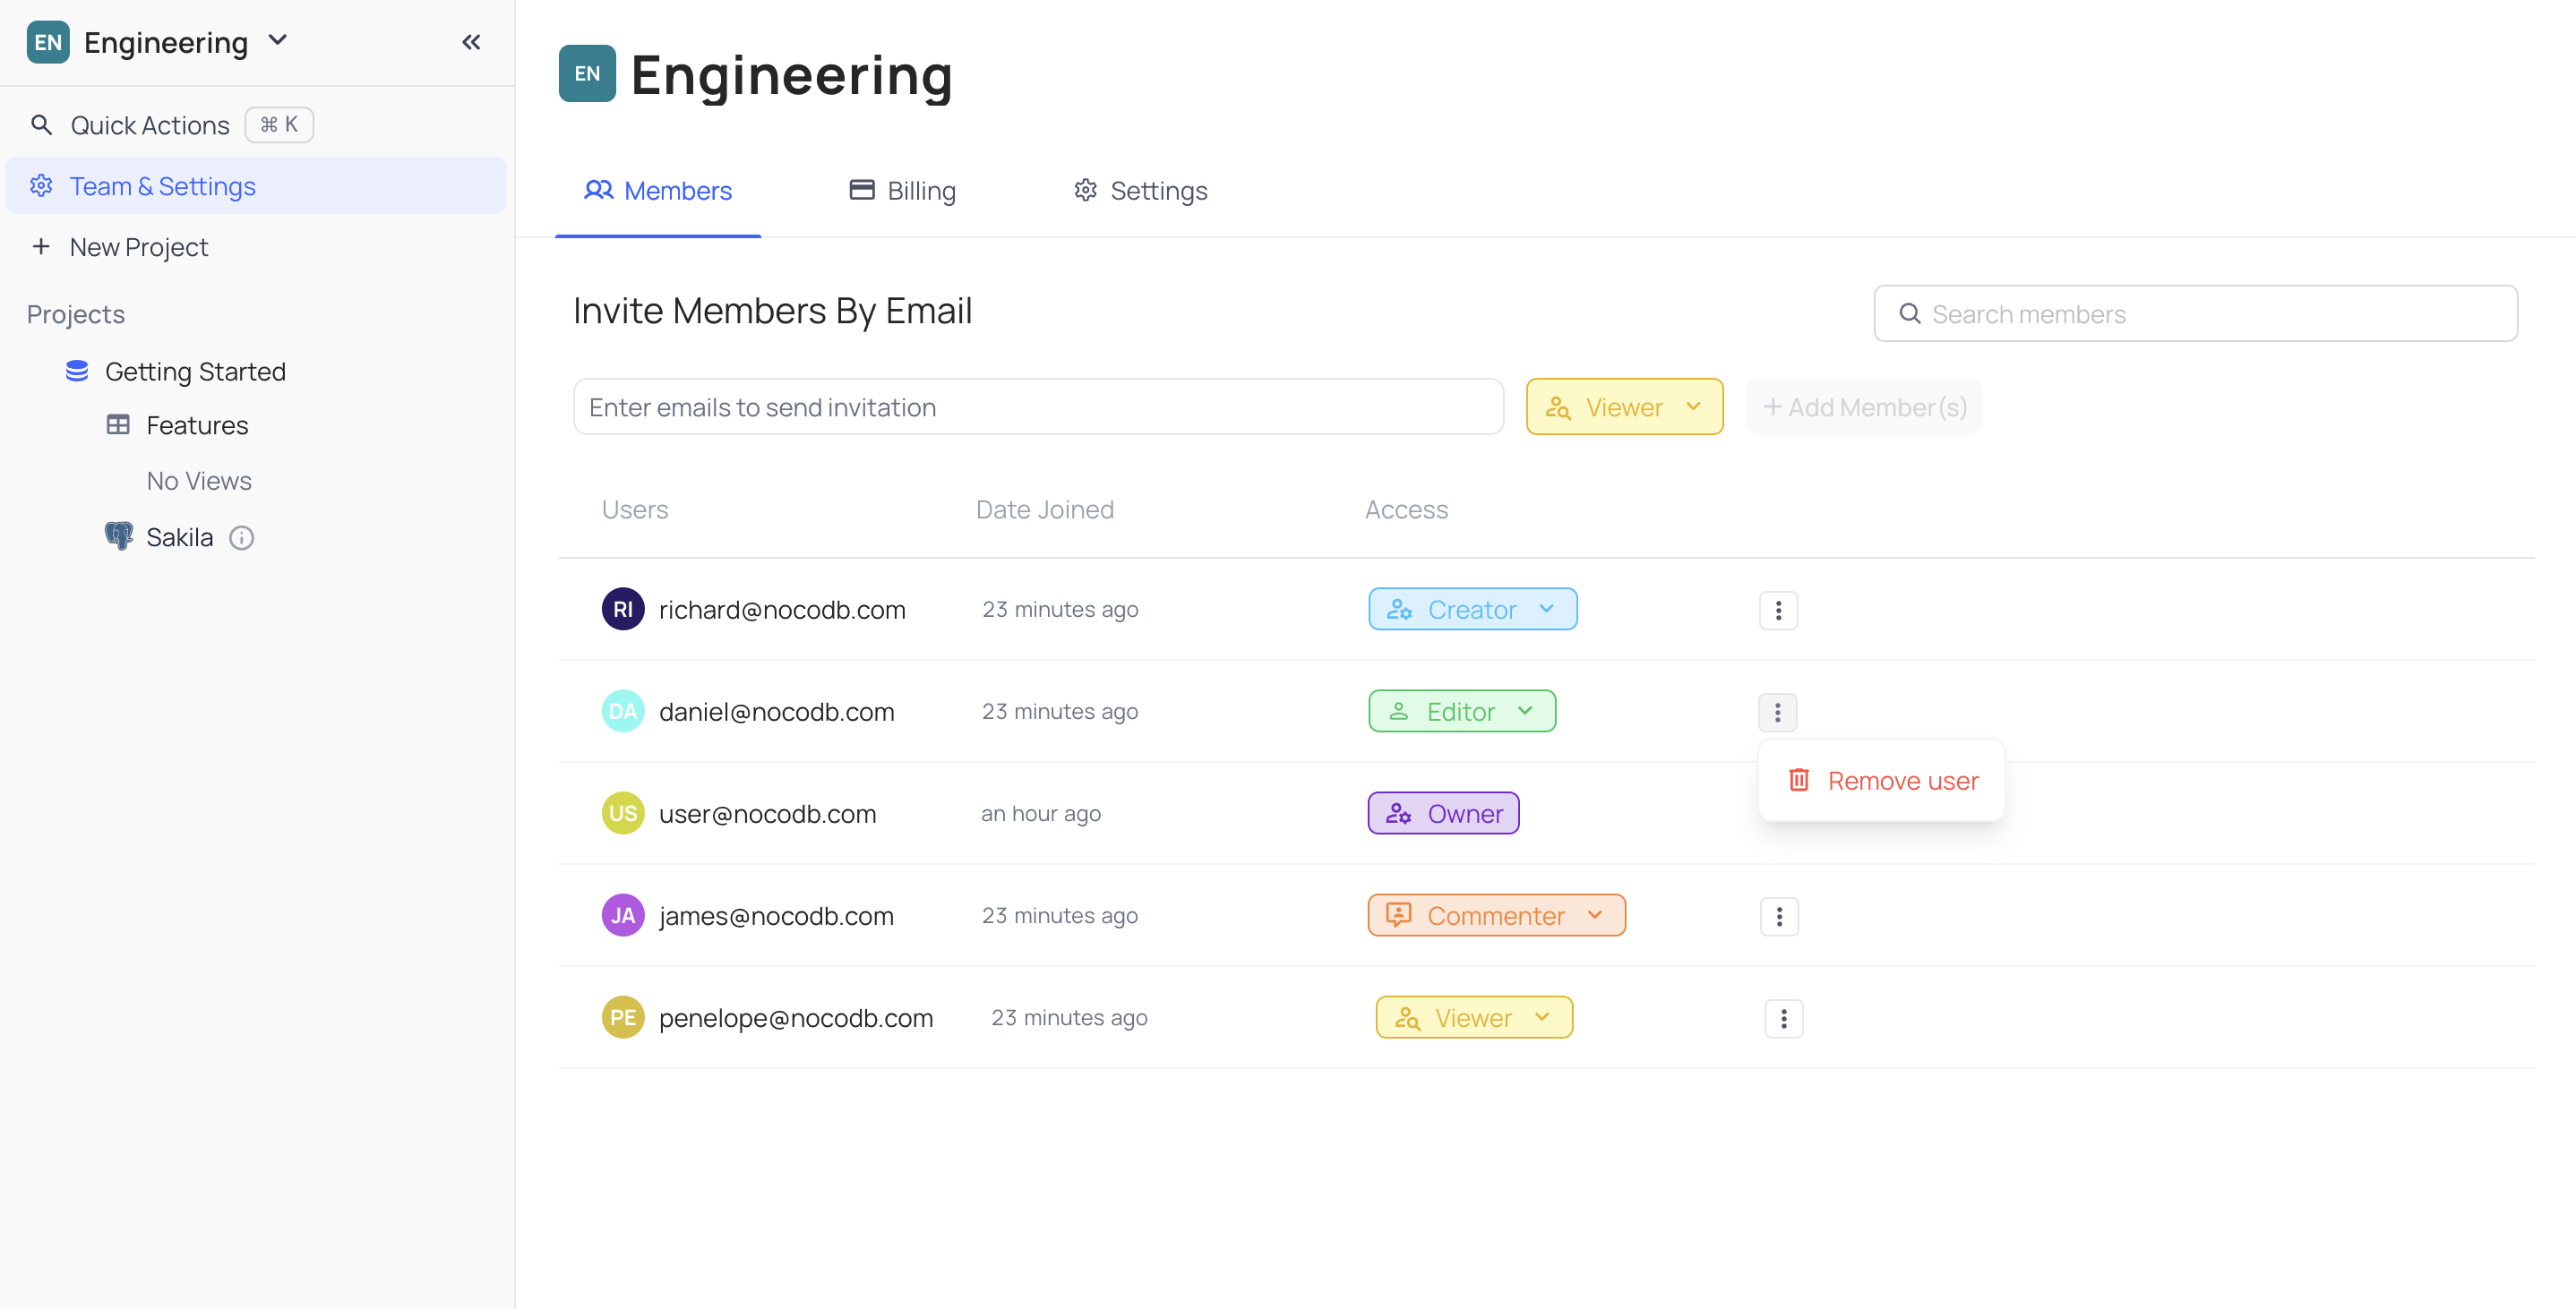 EN Engineering
Quick Actions ⌘ K
Team & Settings
New Project
Projects
Getting Started
Features
No Views
Sakila
EN Engineering
Members Billing Settings
Invite Members By Email
Search members
Enter emails to send invitation Viewer + Add Member(s)
Users Date Joined Access
RI richard@nocodb.com 23 minutes ago Creator
DA daniel@nocodb.com 23 minutes ago Editor
Remove user
US user@nocodb.com an hour ago Owner
JA james@nocodb.com 23 minutes ago Commenter
PE penelope@nocodb.com 23 minutes ago Viewer